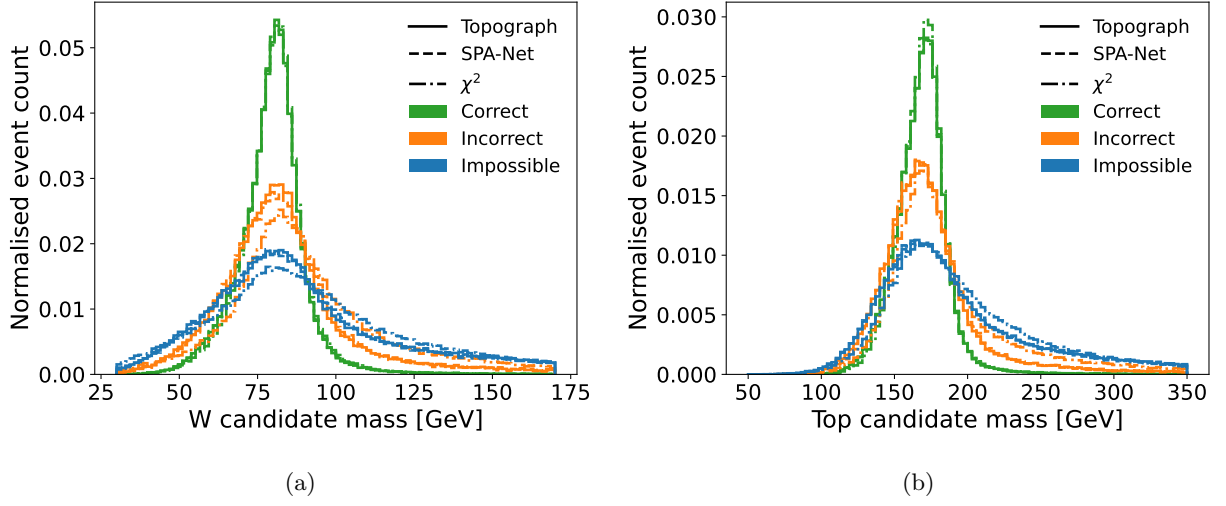 0.05
0.04
0.03
0.02
0.01
0.00
Normalised event count
25 50 75 100 125 150 175
W candidate mass [GeV]
Topograph
SPA-Net
χ²
Correct
Incorrect
Impossible
(a)
0.030
0.025
0.020
0.015
0.010
0.005
0.000
Normalised event count
50 100 150 200 250 300 350
Top candidate mass [GeV]
Topograph
SPA-Net
χ²
Correct
Incorrect
Impossible
(b)